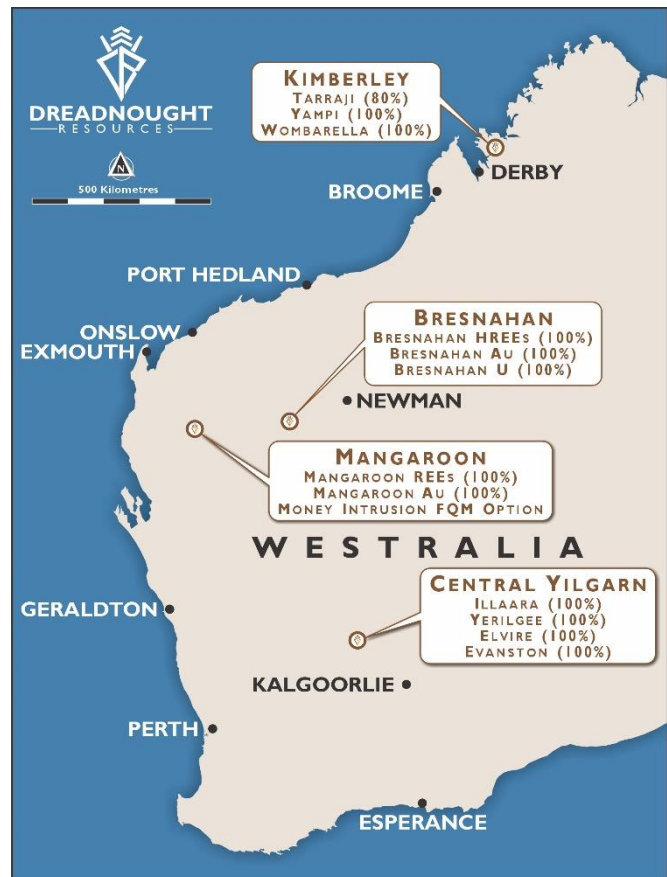 DREADNOUGHT
RESOURCES
N
500 Kilometres
KIMBERLEY
TARRAJI (80%)
YAMPI (100%)
WOMBARELLA (100%)
DERBY
BROOME
PORT HEDLAND
ONSLOW
EXMOUTH
BRESNAHAN
BRESNAHAN HREES (100%)
BRESNAHAN AU (100%)
BRESNAHAN U (100%)
NEWMAN
MANGAROON
MANGAROON REES (100%)
MANGAROON AU (100%)
MONEY INTRUSION FQM OPTION
WESTRALIA
CENTRAL YILGARN
ILLAARA (100%)
YERILGEE (100%)
ELVIRE (100%)
EVANSTON (100%)
GERALDTON
KALGOORLIE
PERTH
ESPERANCE